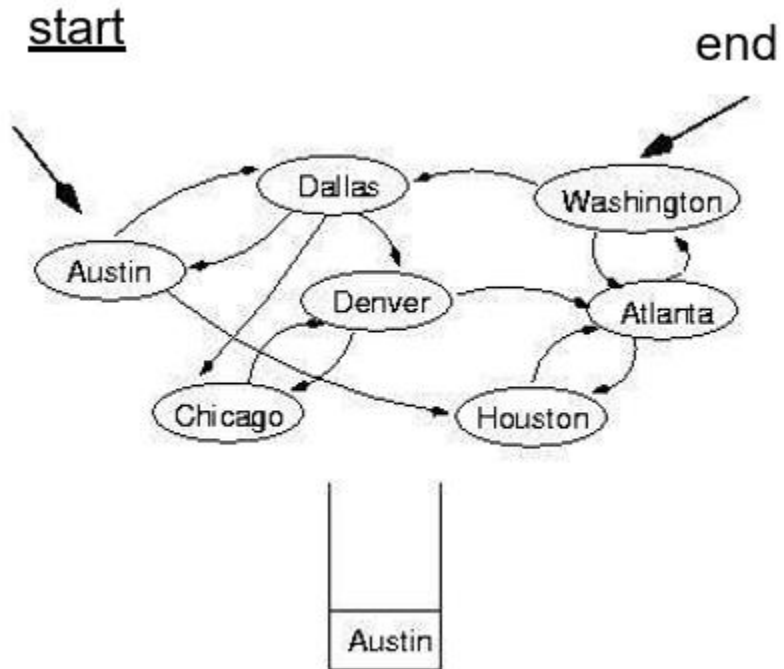 start
end
Dallas
Washington
Austin
Denver
Atlanta
Chicago
Houston
Austin